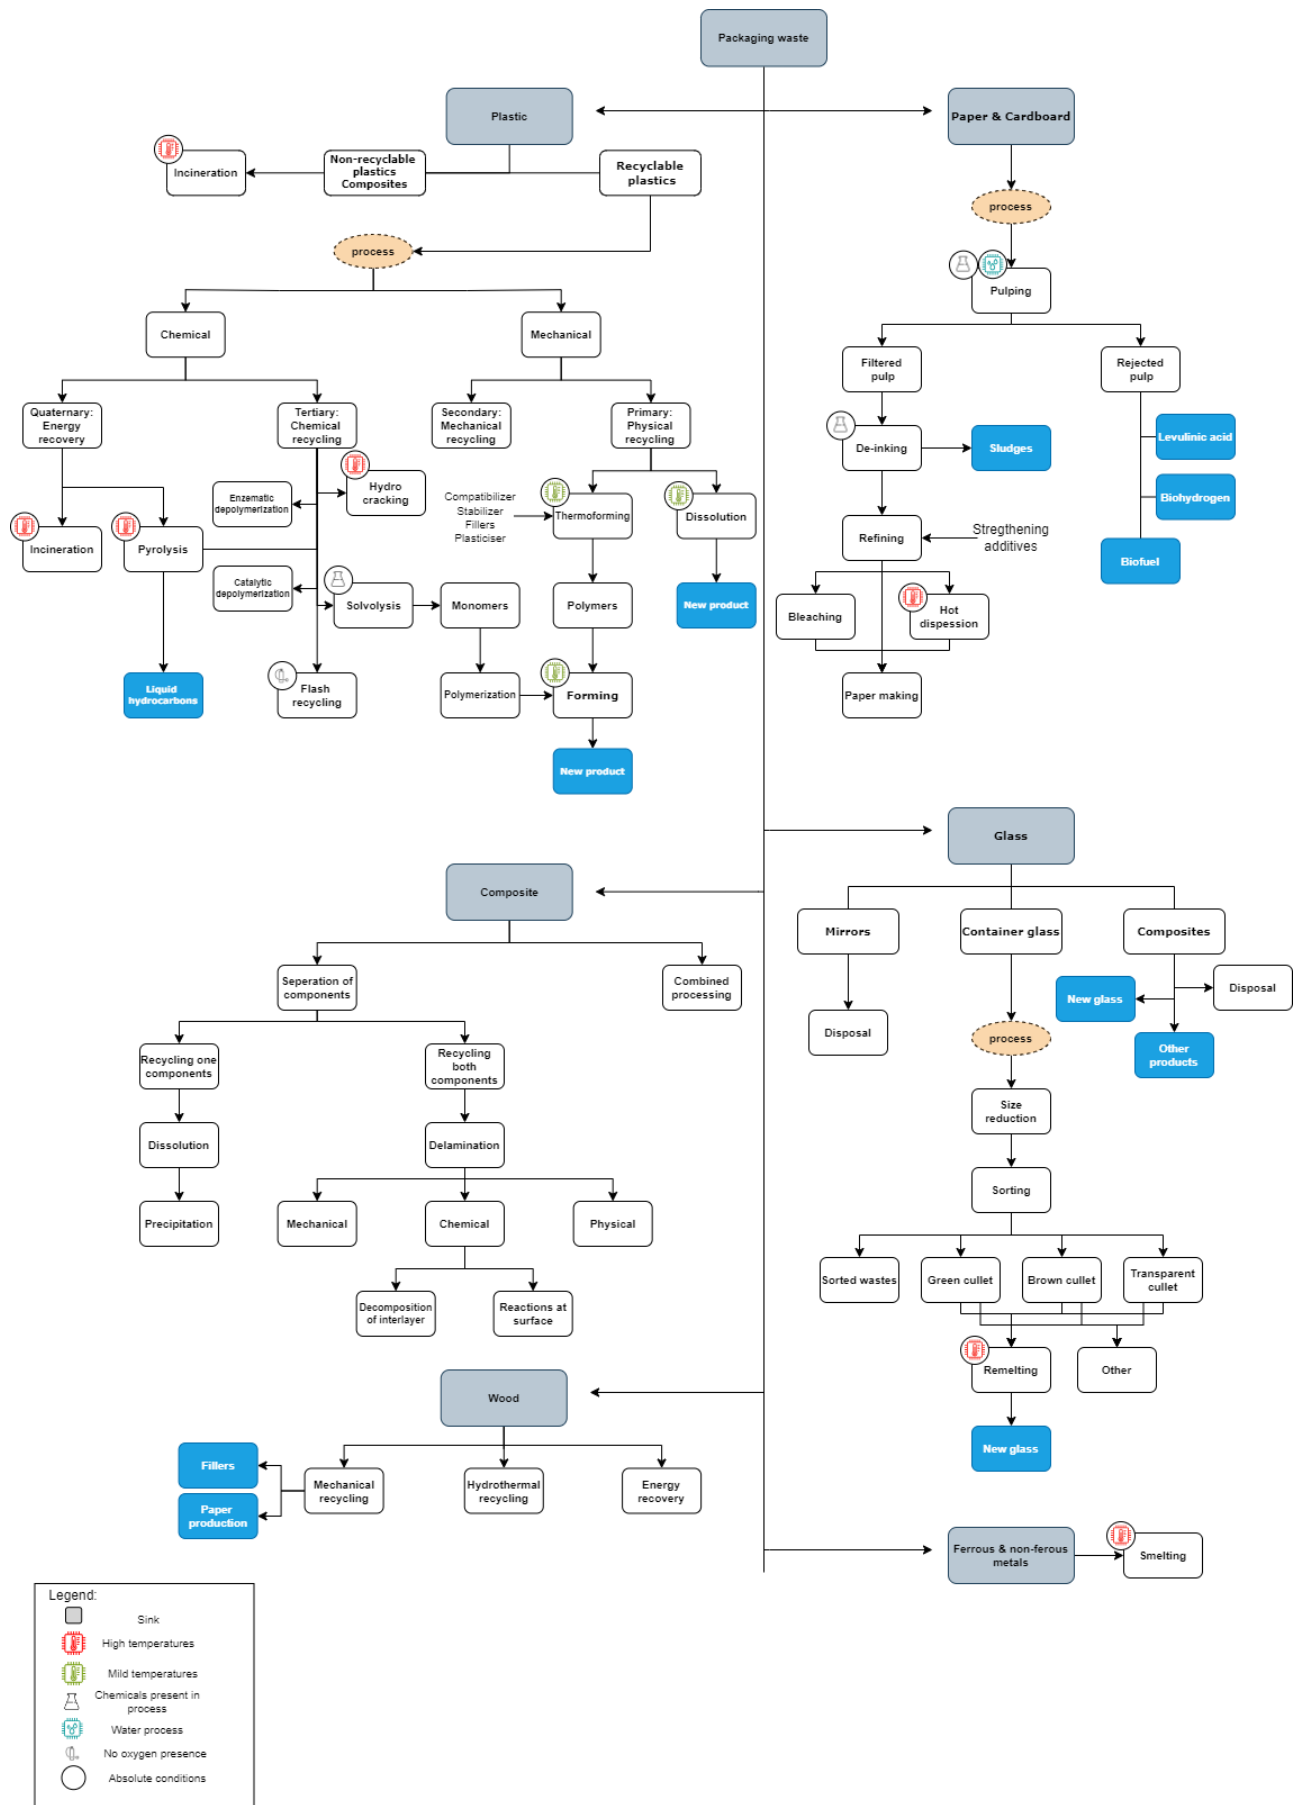 Packaging waste
Plastic
Paper & Cardboard
Incineration
Non-recyclable
plastics
Composites
Recyclable
plastics
process
process
Pulping
Chemical
Mechanical
Filtered
pulp
Rejected
pulp
Quaternary:
Energy
recovery
Tertiary:
Chemical
recycling
Secondary:
Mechanical
recycling
Primary:
Physical
recycling
De-inking
Sludges
Levulinic acid
Hydro
cracking
Enzematic
depolymerization
Compatibilizer
Stabilizer
Fillers
Plasticiser
Thermoforming
Dissolution
Biohydrogen
Incineration
Pyrolysis
Refining
Stregthening
additives
Biofuel
Catalytic
depolymerization
Solvolysis
Monomers
Polymers
New product
Bleaching
Hot
dispession
Liquid
hydrocarbons
Flash
recycling
Polymerization
Forming
Paper making
New product
Glass
Composite
Mirrors
Container glass
Composites
Seperation of
components
Combined
processing
New glass
Disposal
Disposal
process
Other
products
Recycling one
components
Recycling
both
components
Size
reduction
Dissolution
Delamination
Sorting
Precipitation
Mechanical
Chemical
Physical
Sorted wastes
Green cullet
Brown cullet
Transparent
cullet
Decomposition
of interlayer
Reactions at
surface
Remelting
Other
Wood
New glass
Fillers
Mechanical
recycling
Hydrothermal
recycling
Energy
recovery
Paper
production
Ferrous & non-ferous
metals
Smelting
Legend:
Sink
High temperatures
Mild temperatures
Chemicals present in
process
Water process
No oxygen presence
Absolute conditions